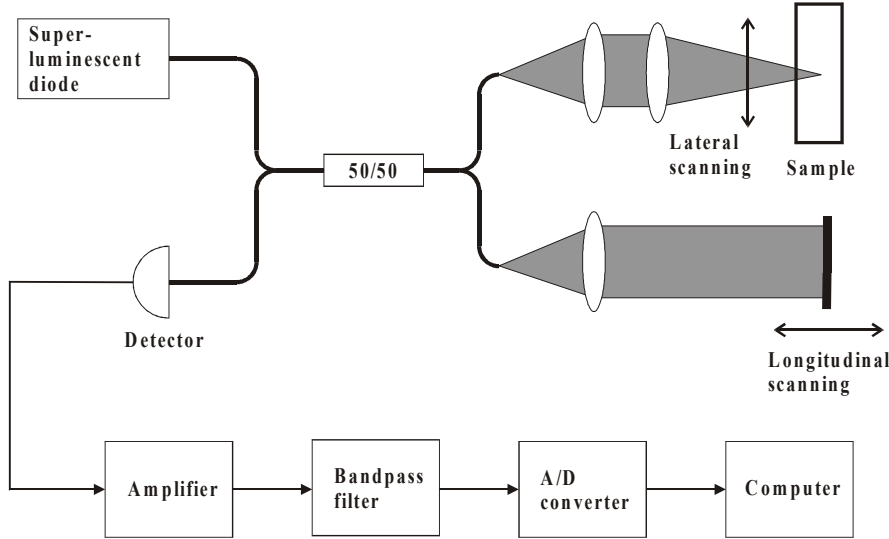 Super-
luminescent
diode
50/50
Lateral
scanning
Sample
Detector
Longitudinal
scanning
Amplifier
Bandpass
filter
A/D
converter
Computer